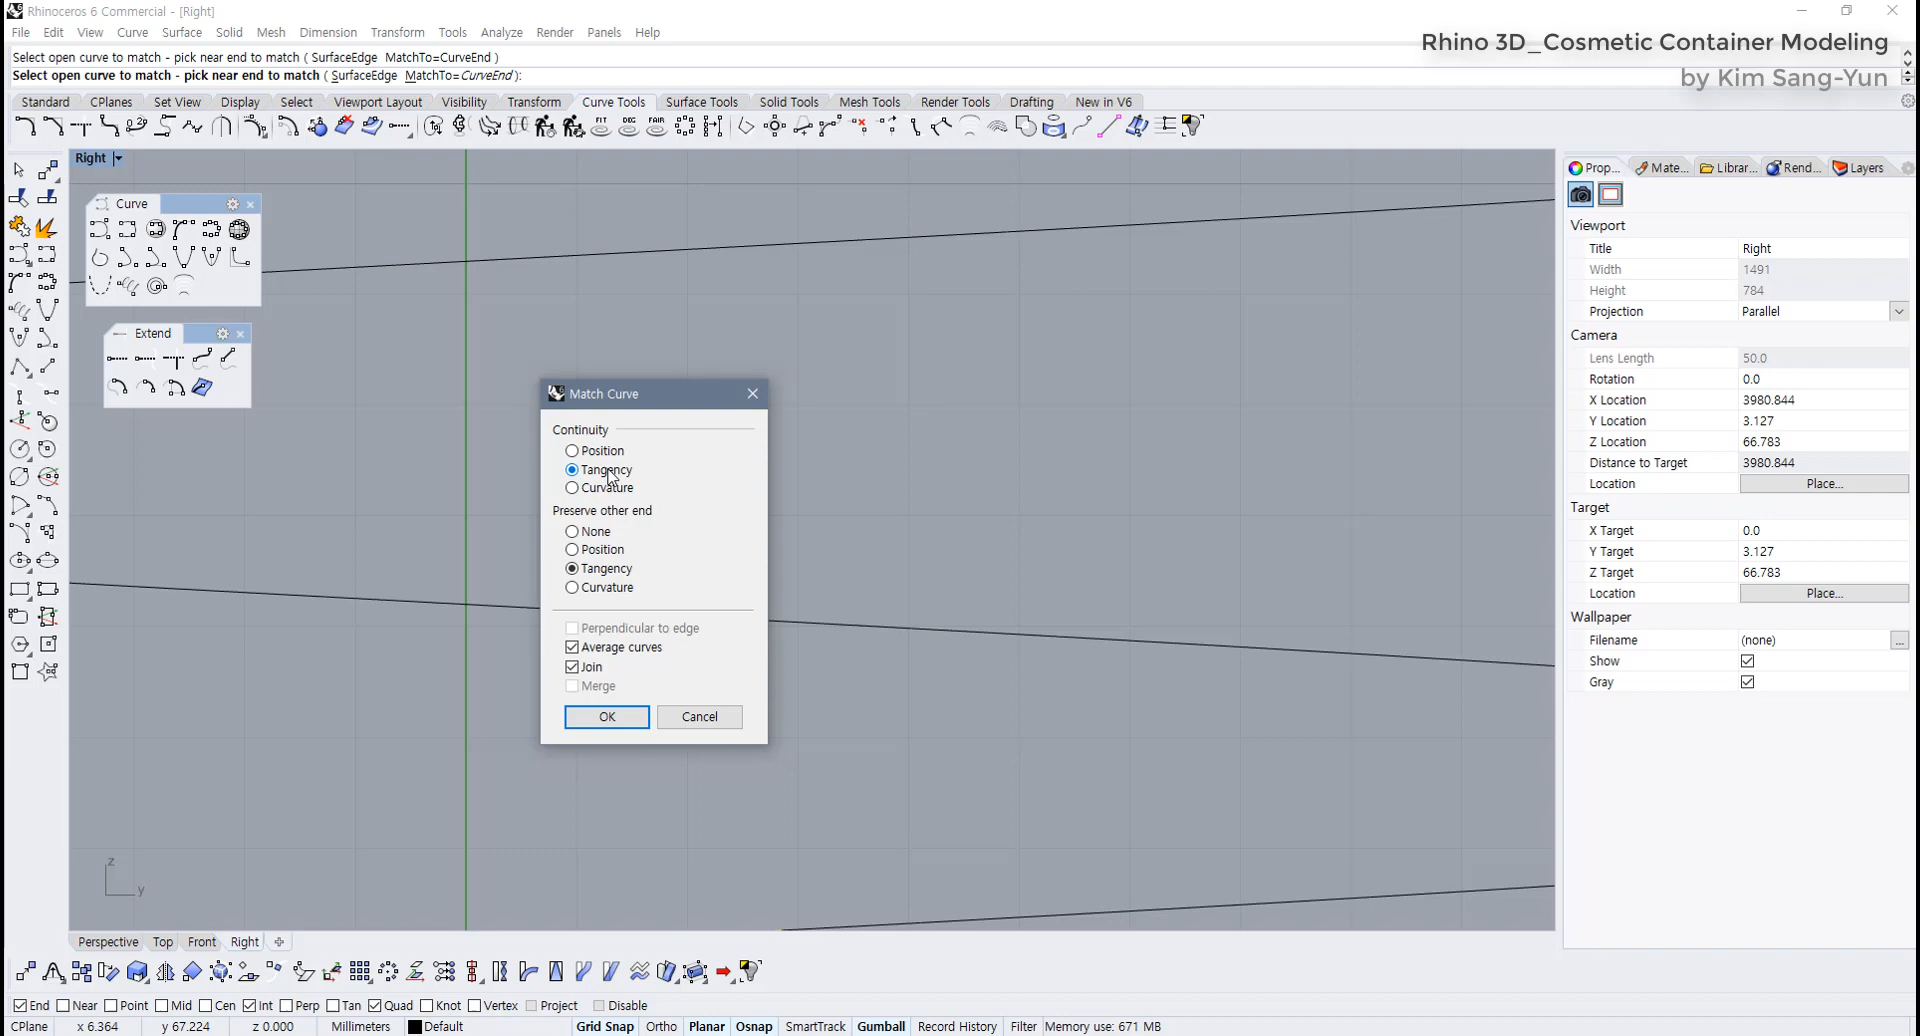 Rhinoceros 6 Commercial - [Right]
File Edit View Curve Surface Solid Mesh Dimension Transform Tools Analyze Render Panels Help
Rhino 3D_Cosmetic Container Modeling
by Kim Sang-Yun
Select open curve to match - pick near end to match ( SurfaceEdge MatchTo=CurveEnd )
Select open curve to match - pick near end to match ( SurfaceEdge MatchTo=CurveEnd ):
Standard CPlanes Set View Display Select Viewport Layout Visibility Transform Curve Tools Surface Tools Solid Tools Mesh Tools Render Tools Drafting New in V6
FIT DEG FAIR
Right
Curve
Extend
Match Curve
Continuity
Position
Tangency
Curvature
Preserve other end
None
Position
Tangency
Curvature
Perpendicular to edge
Average curves
Join
Merge
OK Cancel
z
y
Prop... Mate... Librar... Rend... Layers
Viewport
Title Right
Width 1491
Height 784
Projection Parallel
Camera
Lens Length 50.0
Rotation 0.0
X Location 3980.844
Y Location 3.127
Z Location 66.783
Distance to Target 3980.844
Location Place...
Target
X Target 0.0
Y Target 3.127
Z Target 66.783
Location Place...
Wallpaper
Filename (none) ...
Show
Gray
Perspective Top Front Right
End Near Point Mid Cen Int Perp Tan Quad Knot Vertex Project Disable
CPlane x 6.364 y 67.224 z 0.000 Millimeters Default Grid Snap Ortho Planar Osnap SmartTrack Gumball Record History Filter Memory use: 671 MB